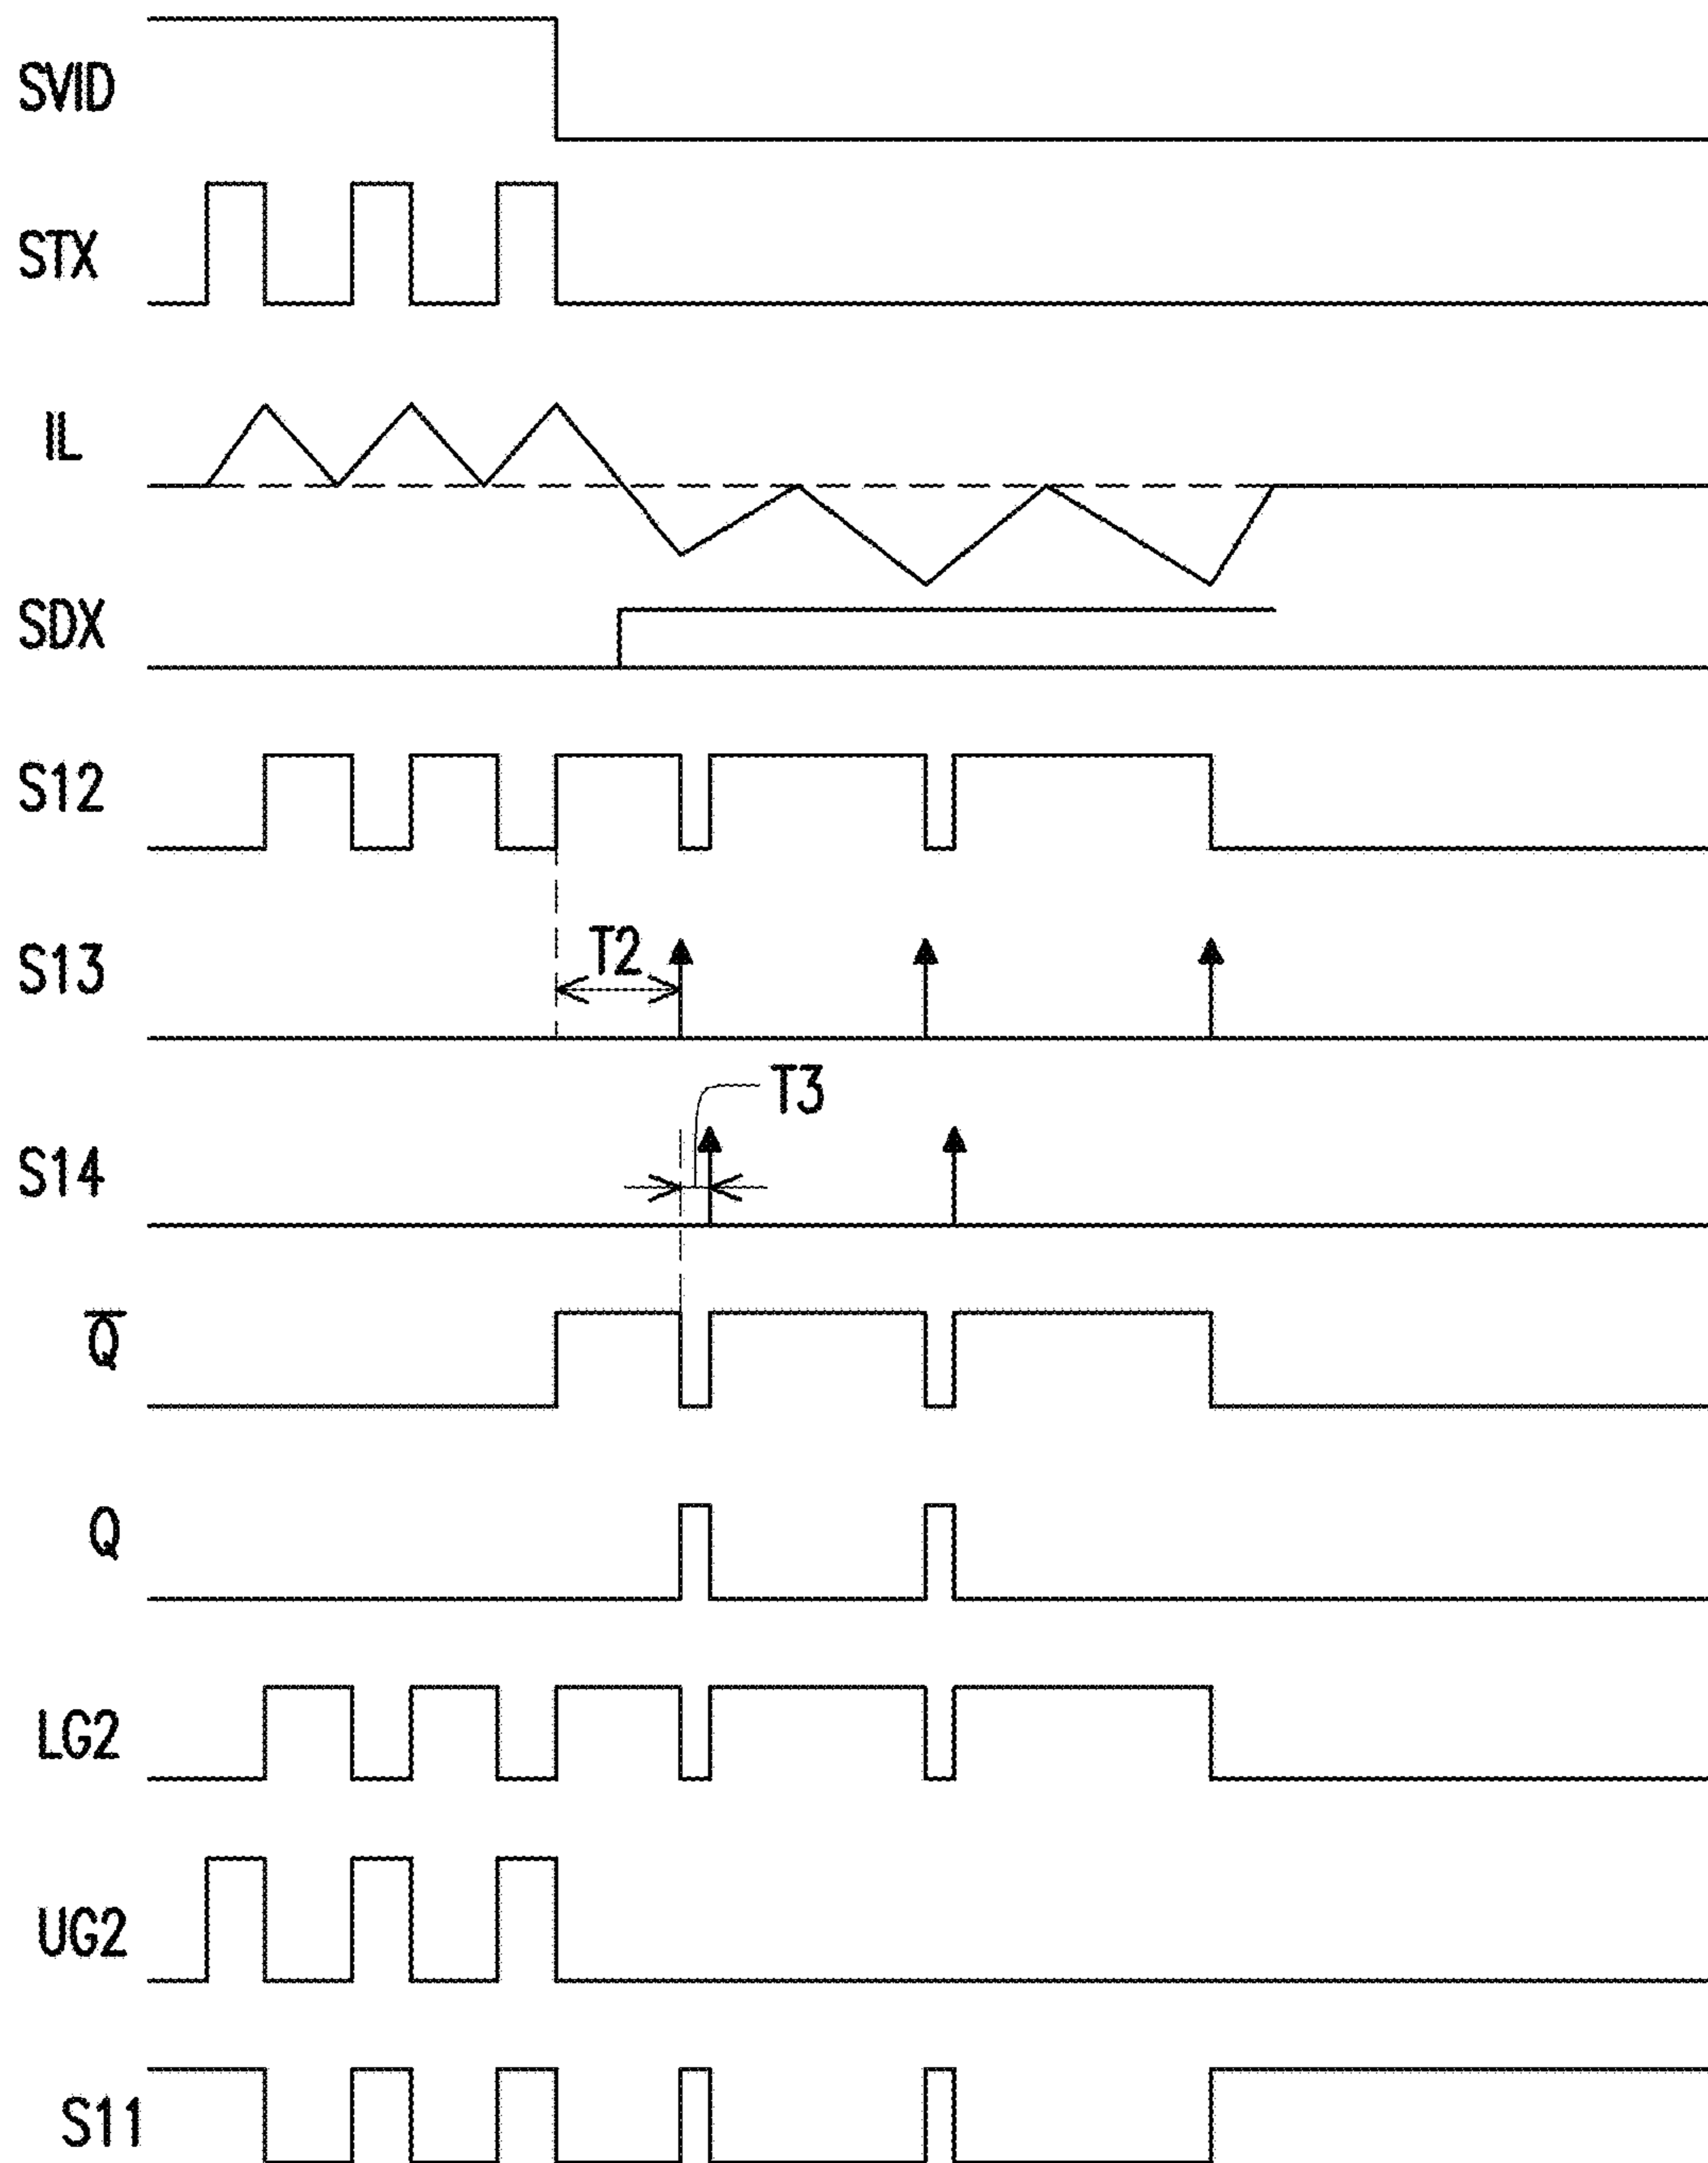 SVID
STX
IL
SDX
S12
S13
T2
T3
S14
Q̅
Q
LG2
UG2
S11